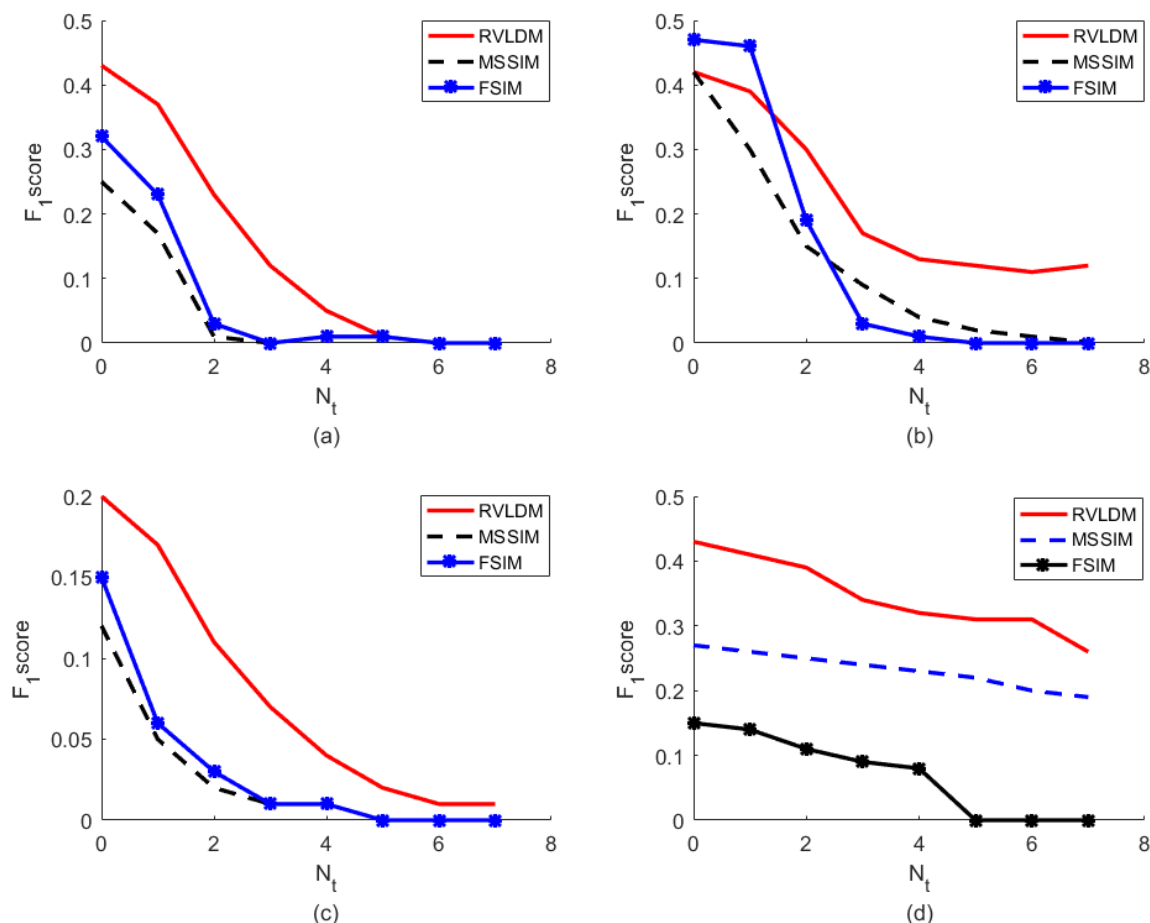 0.5
0.4
0.3
0.2
0.1
0
0 2 4 6 8
F1score
Nt
RVLDM
MSSIM
FSIM
(a)
0.5
0.4
0.3
0.2
0.1
0
0 2 4 6 8
F1score
Nt
RVLDM
MSSIM
FSIM
(b)
0.2
0.15
0.1
0.05
0
0 2 4 6 8
F1score
Nt
RVLDM
MSSIM
FSIM
(c)
0.5
0.4
0.3
0.2
0.1
0
0 2 4 6 8
F1score
Nt
RVLDM
MSSIM
FSIM
(d)